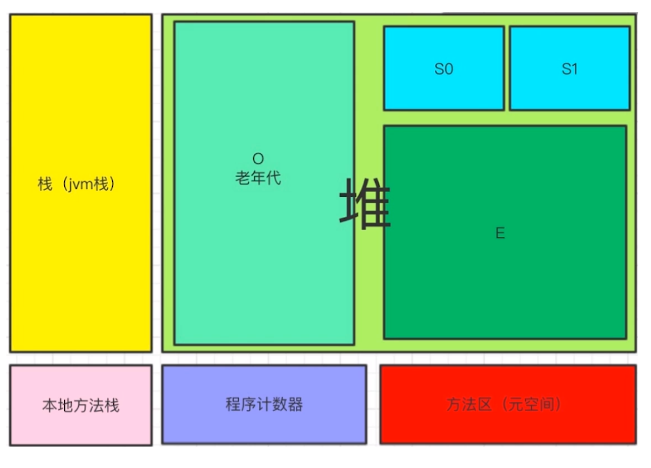 栈（jvm栈）
O
老年代
堆
S0
S1
E
本地方法栈
程序计数器
方法区（元空间）